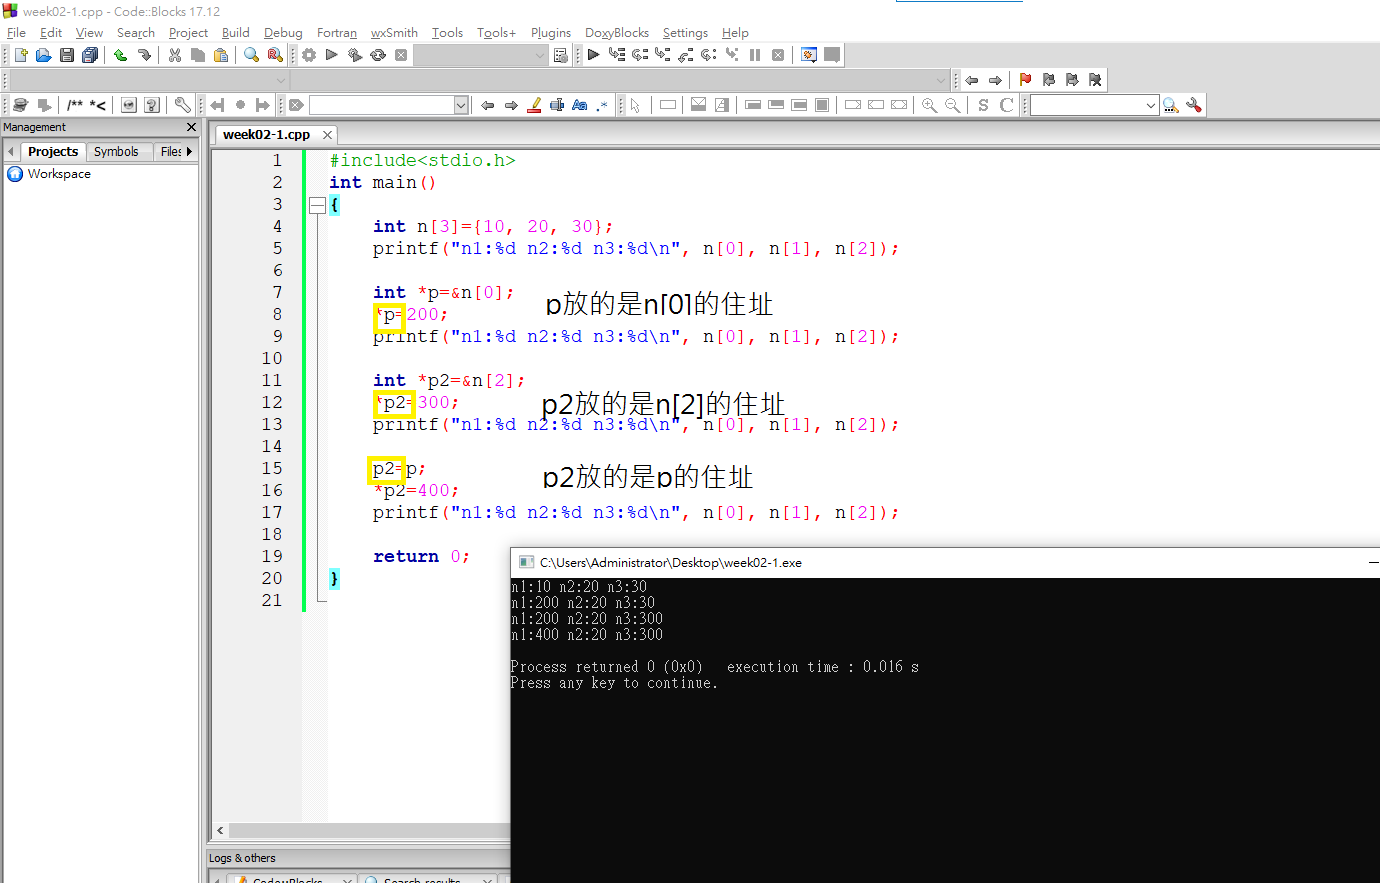 week02-1.cpp - Code::Blocks 17.12
File Edit View Search Project Build Debug Fortran wxSmith Tools Tools+ Plugins DoxyBlocks Settings Help
/** *<
Aa .*
S C
Management
Projects Symbols Files
Workspace
week02-1.cpp
1 #include<stdio.h>
2 int main()
3 {
4 int n[3]={10, 20, 30};
5 printf("n1:%d n2:%d n3:%d\n", n[0], n[1], n[2]);
6
7 int *p=&n[0];
p放的是n[0]的住址
8 *p=200;
9 printf("n1:%d n2:%d n3:%d\n", n[0], n[1], n[2]);
10
11 int *p2=&n[2];
12 *p2=300;
p2放的是n[2]的住址
13 printf("n1:%d n2:%d n3:%d\n", n[0], n[1], n[2]);
14
15 p2=p;
p2放的是p的住址
16 *p2=400;
17 printf("n1:%d n2:%d n3:%d\n", n[0], n[1], n[2]);
18
19 return 0;
20 }
21
C:\Users\Administrator\Desktop\week02-1.exe
n1:10 n2:20 n3:30
n1:200 n2:20 n3:30
n1:200 n2:20 n3:300
n1:400 n2:20 n3:300
Process returned 0 (0x0) execution time : 0.016 s
Press any key to continue.
Logs & others
Code::Blocks Search results